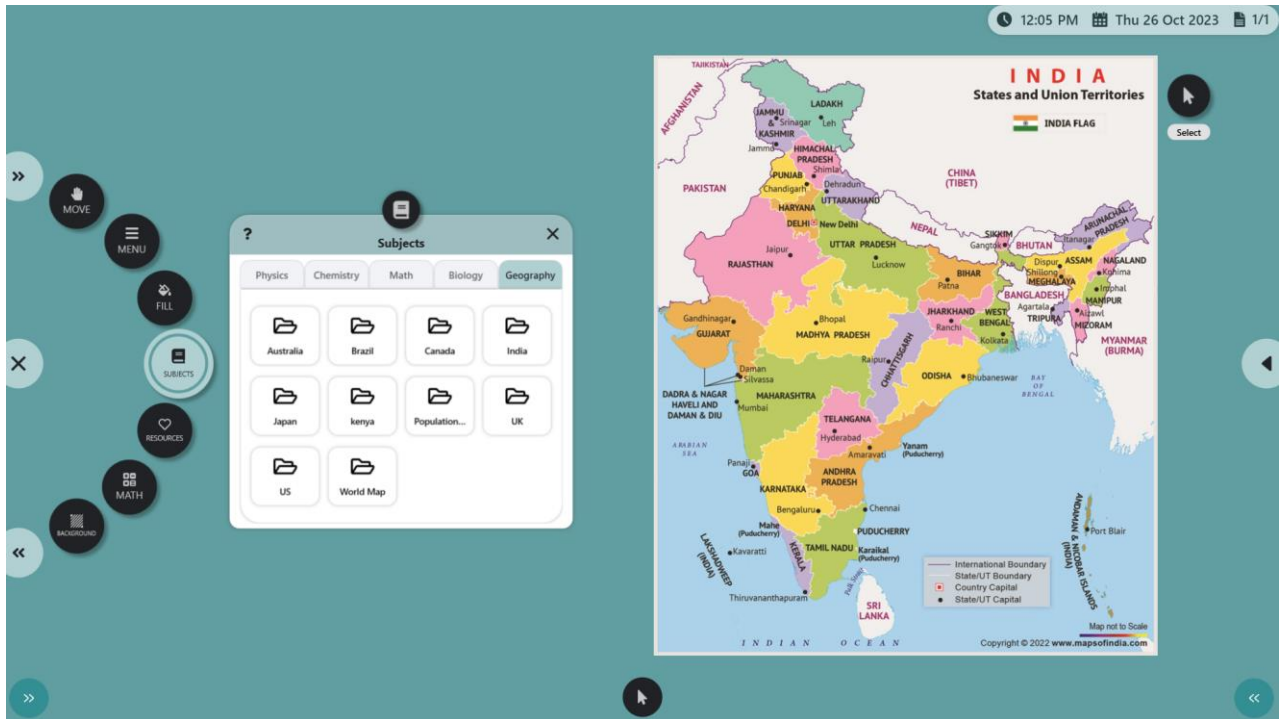 12:05 PM Thu 26 Oct 2023 1/1
Select
MOVE
MENU
FILL
SUBJECTS
RESOURCES
MATH
BACKGROUND
?
Subjects
Physics Chemistry Math Biology Geography
Australia Brazil Canada India
Japan kenya Population... UK
US World Map
INDIA
States and Union Territories
INDIA FLAG
TAJIKISTAN
AFGHANISTAN
PAKISTAN
CHINA
(TIBET)
NEPAL
BHUTAN
BANGLADESH
MYANMAR
(BURMA)
SRI
LANKA
LADAKH
Leh
JAMMU
&
KASHMIR
Srinagar
Jammu
HIMACHAL
PRADESH
Shimla
PUNJAB
Chandigarh
Dehradun
UTTARAKHAND
HARYANA
DELHI
New Delhi
UTTAR PRADESH
Lucknow
Jaipur
RAJASTHAN
BIHAR
Patna
SIKKIM
Gangtok
ARUNACHAL
PRADESH
Itanagar
Dispur
ASSAM
NAGALAND
Kohima
Shillong
MEGHALAYA
Imphal
MANIPUR
Agartala
TRIPURA
Aizawl
MIZORAM
Gandhinagar
GUJARAT
Bhopal
MADHYA PRADESH
JHARKHAND
Ranchi
WEST
BENGAL
Kolkata
Raipur
CHHATTISGARH
ODISHA
Bhubaneswar
Daman
Silvassa
DADRA & NAGAR
HAVELI AND
DAMAN & DIU
MAHARASHTRA
Mumbai
TELANGANA
Hyderabad
Amaravati
Yanam
(Puducherry)
ANDHRA
PRADESH
Panaji
GOA
KARNATAKA
Bengaluru
Chennai
Mahe
(Puducherry)
PUDUCHERRY
TAMIL NADU
Karaikal
(Puducherry)
KERALA
Thiruvananthapuram
LAKSHADWEEP
(INDIA)
Kavaratti
ANDAMAN & NICOBAR ISLANDS
(INDIA)
Port Blair
ARABIAN
SEA
BAY
OF
BENGAL
Palk Strait
INDIAN OCEAN
International Boundary
State/UT Boundary
Country Capital
State/UT Capital
Map not to Scale
Copyright © 2022 www.mapsofindia.com